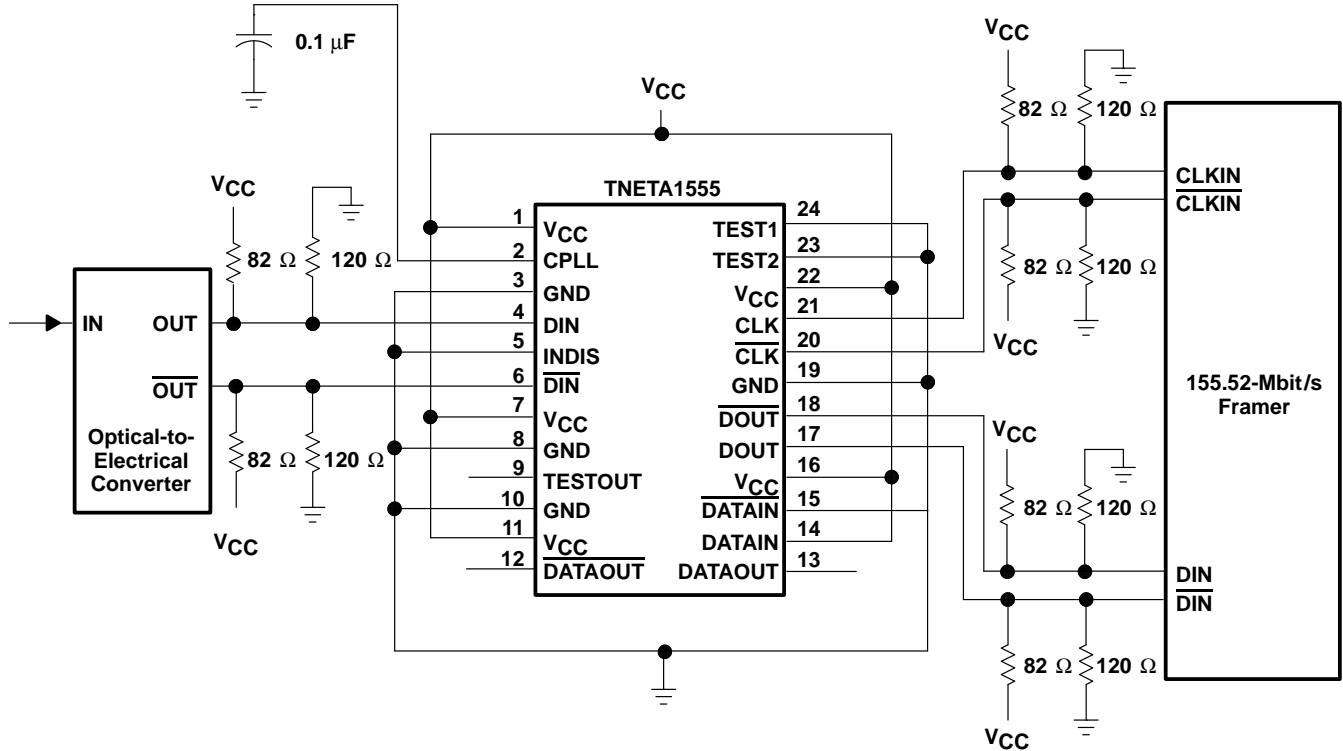 0.1 μF
VCC
VCC
82 Ω 120 Ω
IN OUT
OUT
Optical-to-
Electrical
Converter
82 Ω 120 Ω
VCC
TNETA1555
1 VCC
2 CPLL
3 GND
4 DIN
5 INDIS
6 DIN
7 VCC
8 GND
9 TESTOUT
10 GND
11 VCC
12 DATAOUT
24 TEST1
23 TEST2
22 VCC
21 CLK
20 CLK
19 GND
18 DOUT
17 DOUT
16 VCC
15 DATAIN
14 DATAIN
13 DATAOUT
VCC
82 Ω 120 Ω
82 Ω 120 Ω
VCC
VCC
82 Ω 120 Ω
82 Ω 120 Ω
VCC
CLKIN
CLKIN
155.52-Mbit/s
Framer
DIN
DIN